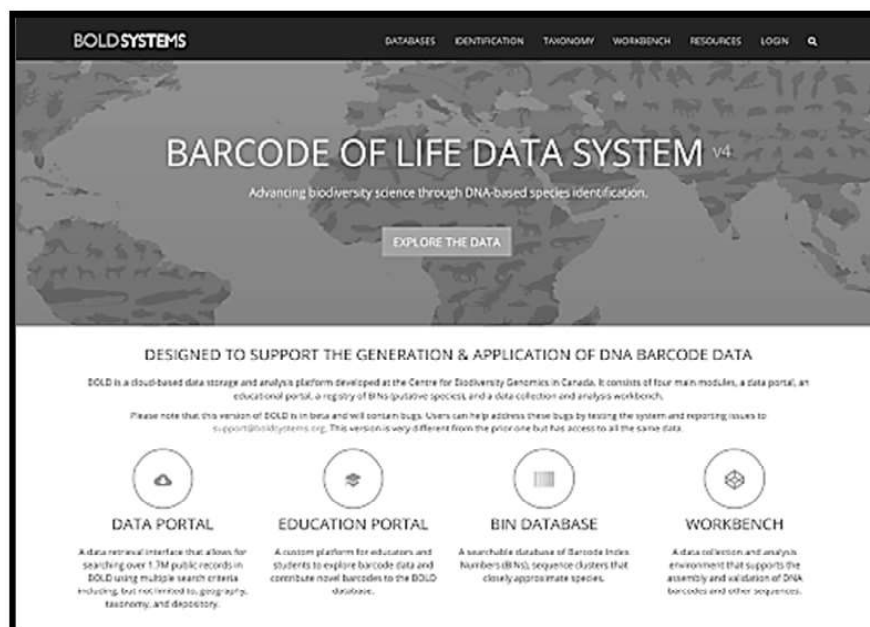 BOLDSYSTEMS
DATABASES IDENTIFICATION TAXONOMY WORKBENCH RESOURCES LOGIN
BARCODE OF LIFE DATA SYSTEM v4
Advancing biodiversity science through DNA-based species identification.
EXPLORE THE DATA
DESIGNED TO SUPPORT THE GENERATION & APPLICATION OF DNA BARCODE DATA
BOLD is a cloud-based data storage and analysis platform developed at the Centre for Biodiversity Genomics in Canada. It consists of four main modules, a data portal, an
educational portal, a registry of BINs (putative species), and a data collection and analysis workbench.
Please note that this version of BOLD is in beta and will contain bugs. Users can help address these bugs by testing the system and reporting issues to
support@boldsystems.org. This version is very different from the prior one but has access to all the same data.
DATA PORTAL
A data retrieval interface that allows for
searching over 1.7M public records in
BOLD using multiple search criteria
including, but not limited to, geography,
taxonomy, and depository.
EDUCATION PORTAL
A custom platform for educators and
students to explore barcode data and
contribute novel barcodes to the BOLD
database.
BIN DATABASE
A searchable database of Barcode Index
Numbers (BINs), sequence clusters that
closely approximate species.
WORKBENCH
A data collection and analysis
environment that supports the
assembly and validation of DNA
barcodes and other sequences.